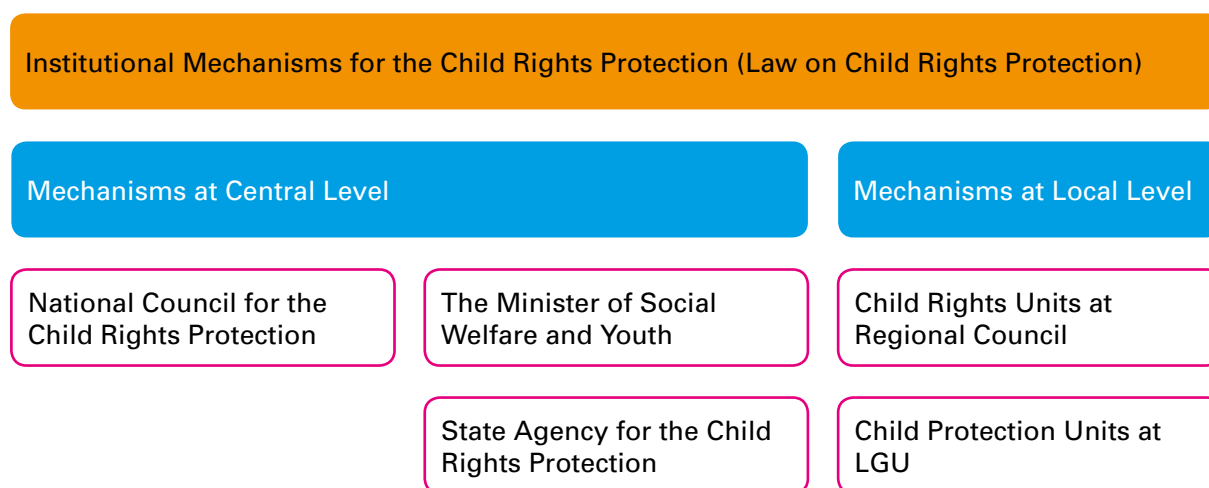 Institutional Mechanisms for the Child Rights Protection (Law on Child Rights Protection)
Mechanisms at Central Level
Mechanisms at Local Level
National Council for the
Child Rights Protection
The Minister of Social
Welfare and Youth
Child Rights Units at
Regional Council
State Agency for the Child
Rights Protection
Child Protection Units at
LGU